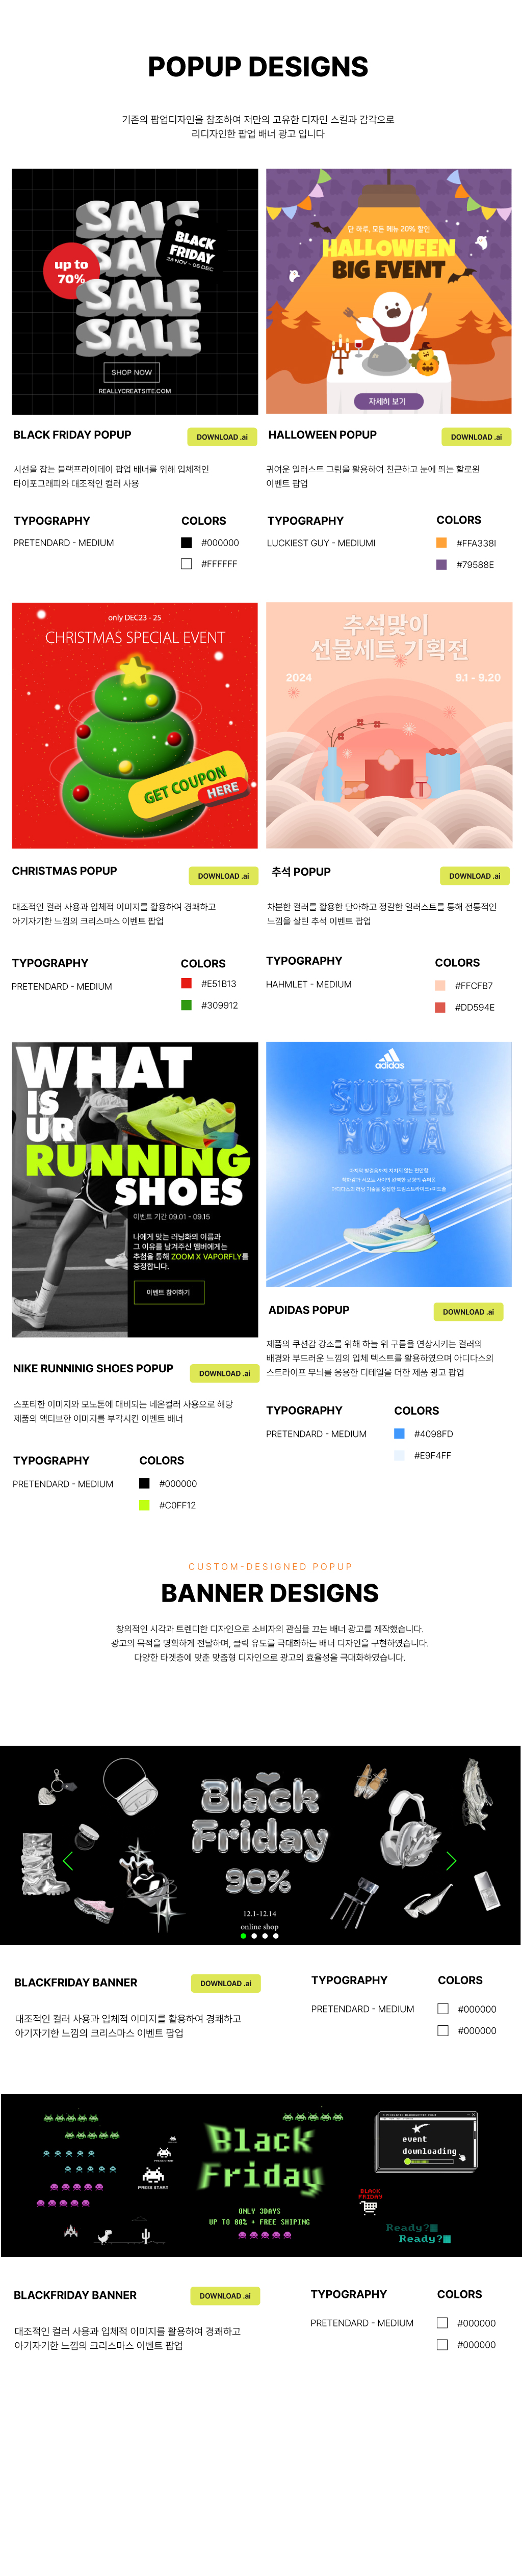 POPUP DESIGNS
기존의 팝업디자인을 참조하여 저만의 고유한 디자인 스킬과 감각으로
리디자인한 팝업 배너 광고 입니다
SALE
SALE
SALE
SALE
up to
70%
BLACK
FRIDAY
23 NOV ~ 06 DEC
SHOP NOW
REALLYCREATSITE.COM
단 하루, 모든 메뉴 20% 할인
HALLOWEEN
BIG EVENT
자세히 보기
BLACK FRIDAY POPUP
DOWNLOAD .ai
시선을 잡는 블랙프라이데이 팝업 배너를 위해 입체적인
타이포그래피와 대조적인 컬러 사용
TYPOGRAPHY
PRETENDARD - MEDIUM
COLORS
#000000
#FFFFFF
HALLOWEEN POPUP
DOWNLOAD .ai
귀여운 일러스트 그림을 활용하여 친근하고 눈에 띄는 할로윈
이벤트 팝업
TYPOGRAPHY
LUCKIEST GUY - MEDIUMI
COLORS
#FFA338I
#79588E
only DEC23 - 25
CHRISTMAS SPECIAL EVENT
GET COUPON
HERE
추석맞이
선물세트 기획전
2024
9.1 - 9.20
CHRISTMAS POPUP
DOWNLOAD .ai
대조적인 컬러 사용과 입체적 이미지를 활용하여 경쾌하고
아기자기한 느낌의 크리스마스 이벤트 팝업
TYPOGRAPHY
PRETENDARD - MEDIUM
COLORS
#E51B13
#309912
추석 POPUP
DOWNLOAD .ai
차분한 컬러를 활용한 단아하고 정갈한 일러스트를 통해 전통적인
느낌을 살린 추석 이벤트 팝업
TYPOGRAPHY
HAHMLET - MEDIUM
COLORS
#FFCFB7
#DD594E
WHAT
IS
UR
RUNNING
SHOES
이벤트 기간 09.01 - 09.15
나에게 맞는 러닝화의 이름과
그 이유를 남겨주신 멤버에게는
추첨을 통해 ZOOM X VAPORFLY를
증정합니다.
이벤트 참여하기
adidas
SUPER
NOVA
NIKE RUNNINIG SHOES POPUP
DOWNLOAD .ai
스포티한 이미지와 모노톤에 대비되는 네온컬러 사용으로 해당
제품의 액티브한 이미지를 부각시킨 이벤트 배너
TYPOGRAPHY
PRETENDARD - MEDIUM
COLORS
#000000
#C0FF12
ADIDAS POPUP
DOWNLOAD .ai
제품의 쿠션감 강조를 위해 하늘 위 구름을 연상시키는 컬러의
배경와 부드러운 느낌의 입체 텍스트를 활용하였으며 아디다스의
스트라이프 무늬를 응용한 디테일을 더한 제품 광고 팝업
TYPOGRAPHY
PRETENDARD - MEDIUM
COLORS
#4098FD
#E9F4FF
CUSTOM-DESIGNED POPUP
BANNER DESIGNS
창의적인 시각과 트렌디한 디자인으로 소비자의 관심을 끄는 배너 광고를 제작했습니다.
광고의 목적을 명확하게 전달하며, 클릭 유도를 극대화하는 배너 디자인을 구현하였습니다.
다양한 타겟층에 맞춘 맞춤형 디자인으로 광고의 효율성을 극대화하였습니다.
Black
Friday
90%
12.1-12.14
online shop
BLACKFRIDAY BANNER
DOWNLOAD .ai
대조적인 컬러 사용과 입체적 이미지를 활용하여 경쾌하고
아기자기한 느낌의 크리스마스 이벤트 팝업
TYPOGRAPHY
PRETENDARD - MEDIUM
COLORS
#000000
#000000
PRESS START
Black
Friday
ONLY 3DAYS
UP TO 80% + FREE SHIPING
event
downloading
BLACK
FRIDAY
Ready?
Ready?
BLACKFRIDAY BANNER
DOWNLOAD .ai
대조적인 컬러 사용과 입체적 이미지를 활용하여 경쾌하고
아기자기한 느낌의 크리스마스 이벤트 팝업
TYPOGRAPHY
PRETENDARD - MEDIUM
COLORS
#000000
#000000